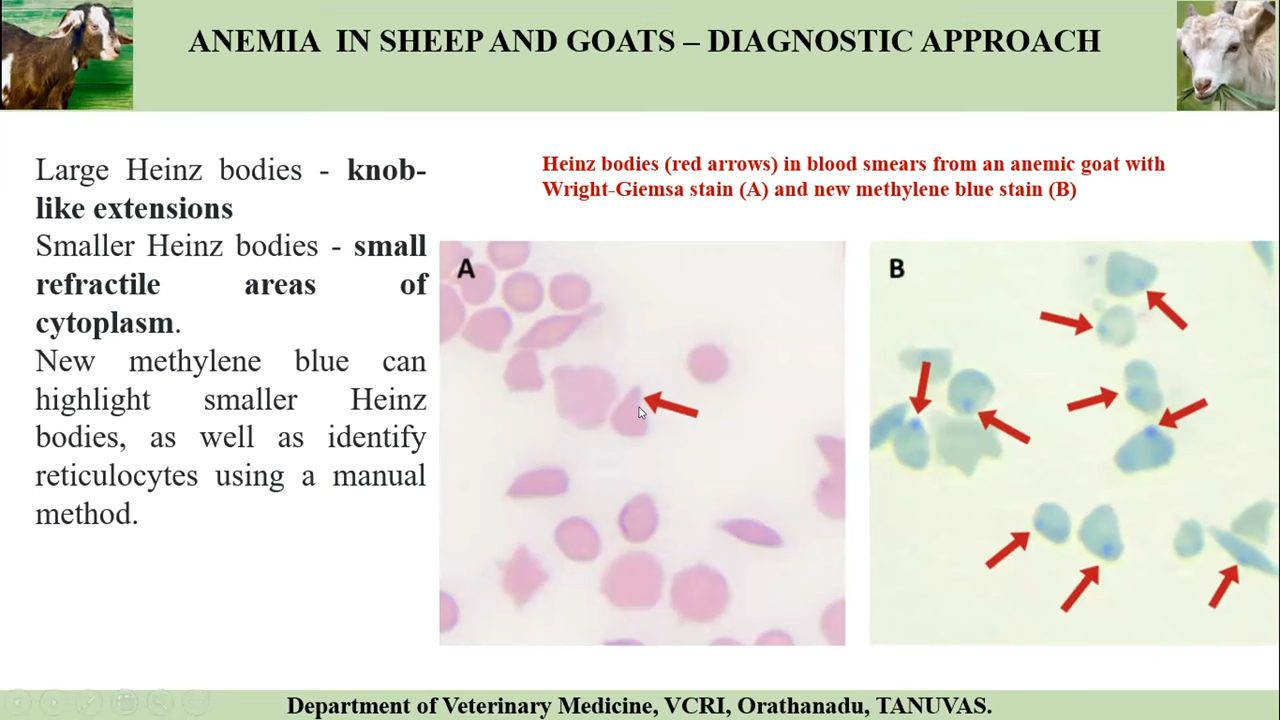 ANEMIA IN SHEEP AND GOATS – DIAGNOSTIC APPROACH
Large Heinz bodies - knob-
like extensions
Smaller Heinz bodies - small
refractile areas of
cytoplasm.
New methylene blue can
highlight smaller Heinz
bodies, as well as identify
reticulocytes using a manual
method.
Heinz bodies (red arrows) in blood smears from an anemic goat with
Wright-Giemsa stain (A) and new methylene blue stain (B)
A
B
Department of Veterinary Medicine, VCRI, Orathanadu, TANUVAS.